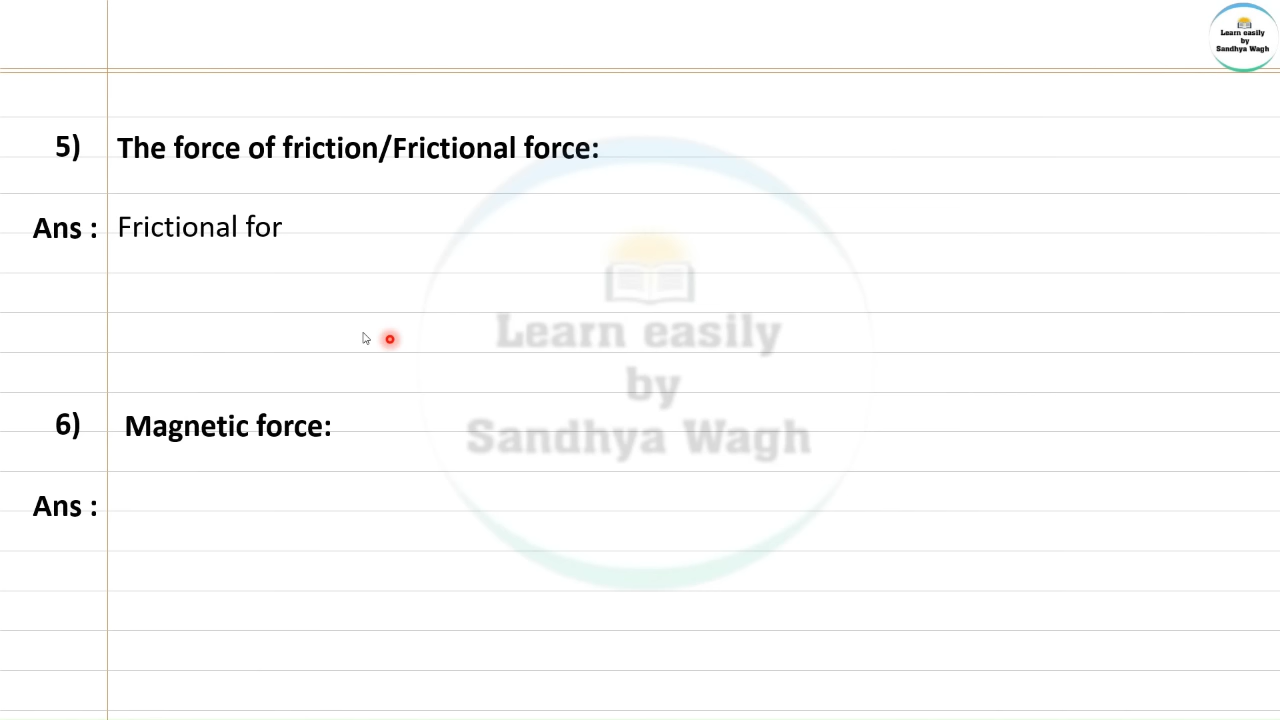 Learn easily
by
Sandhya Wagh
5) The force of friction/Frictional force:
Ans : Frictional for
Learn easily
by
Sandhya Wagh
6) Magnetic force:
Ans :